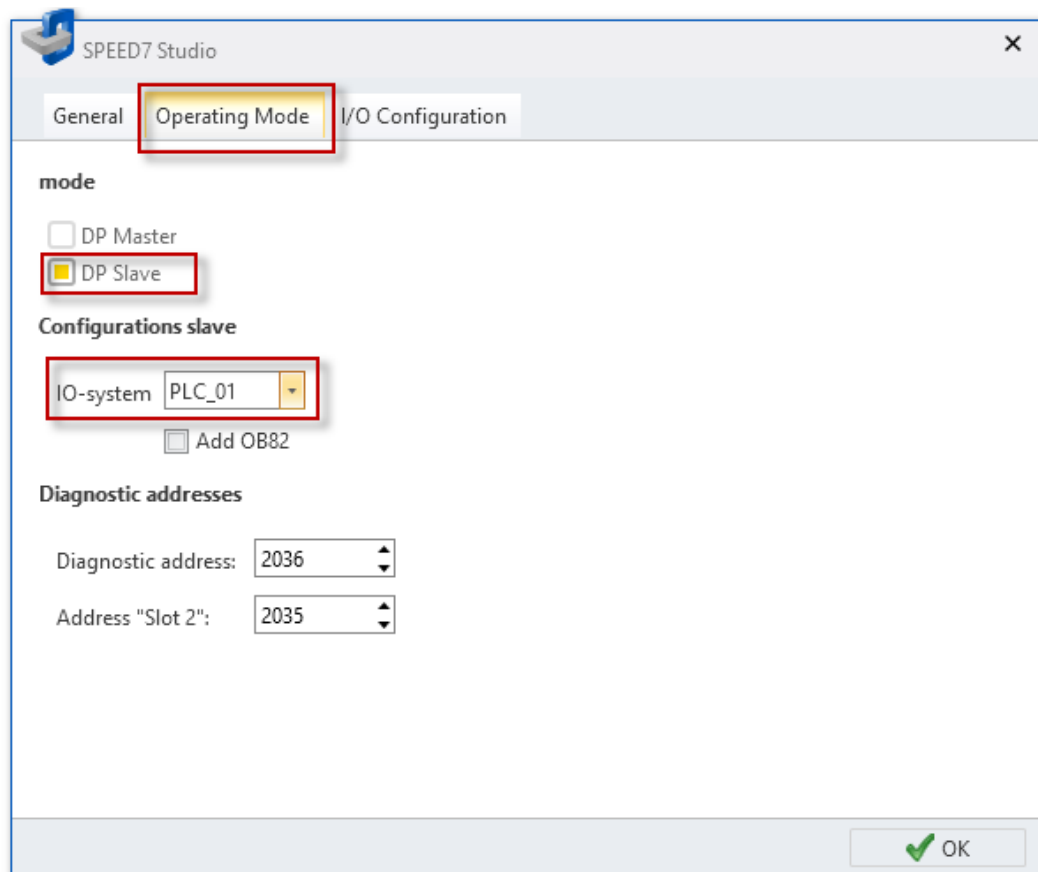 SPEED7 Studio
General Operating Mode I/O Configuration
mode
DP Master
DP Slave
Configurations slave
IO-system PLC_01
Add OB82
Diagnostic addresses
Diagnostic address: 2036
Address "Slot 2": 2035
OK